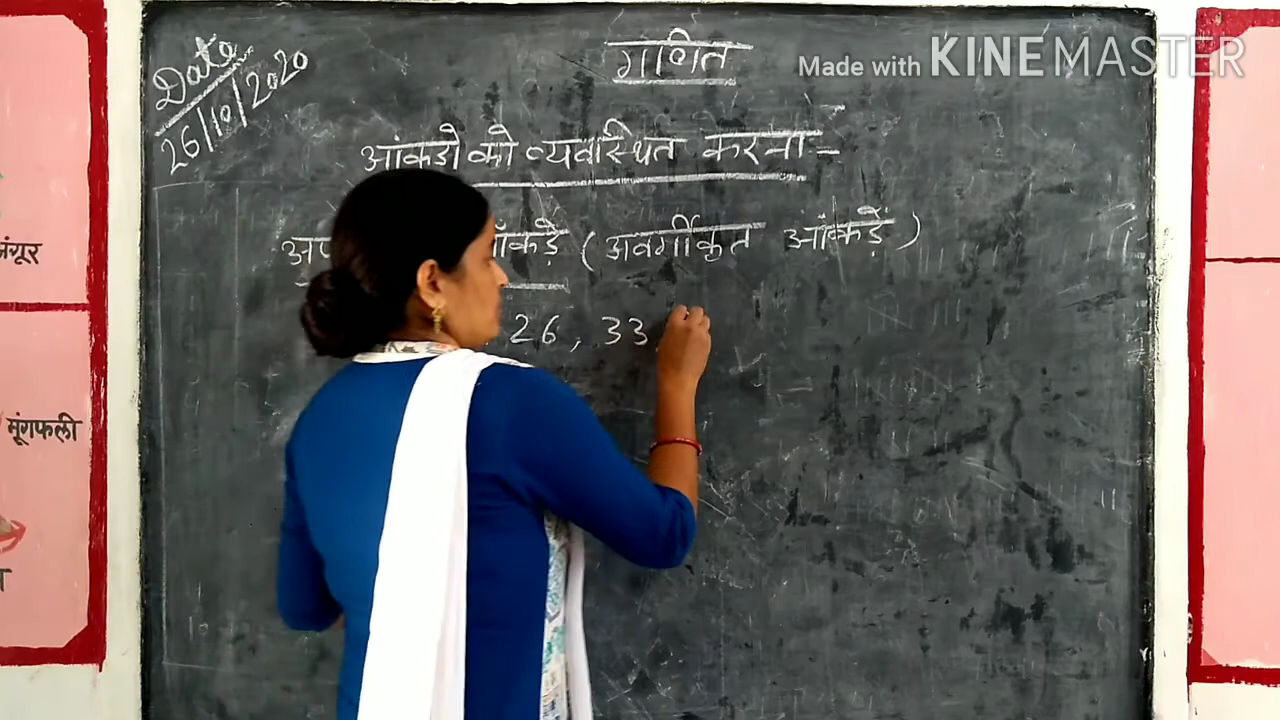 Date
26/10/2020
गणित
Made with KINEMASTER
आंकडो को व्यवस्थित करना :-
आँकड़े (अवर्गीकृत आँकड़ें)
26, 33
अंगूर
मूंगफली